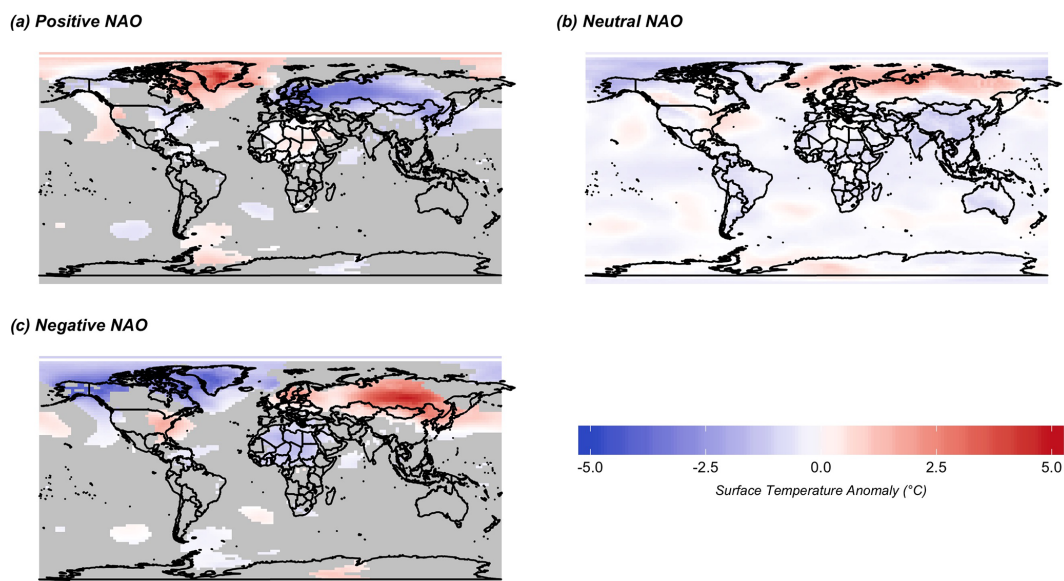 (a) Positive NAO
(b) Neutral NAO
(c) Negative NAO
-5.0 -2.5 0.0 2.5 5.0
Surface Temperature Anomaly (°C)